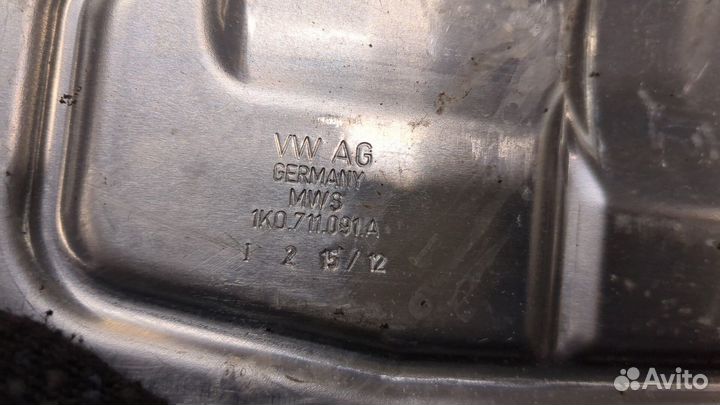 VW AG
GERMANY
MWS
1K0.711.091.A
1 2 15/12
Avito